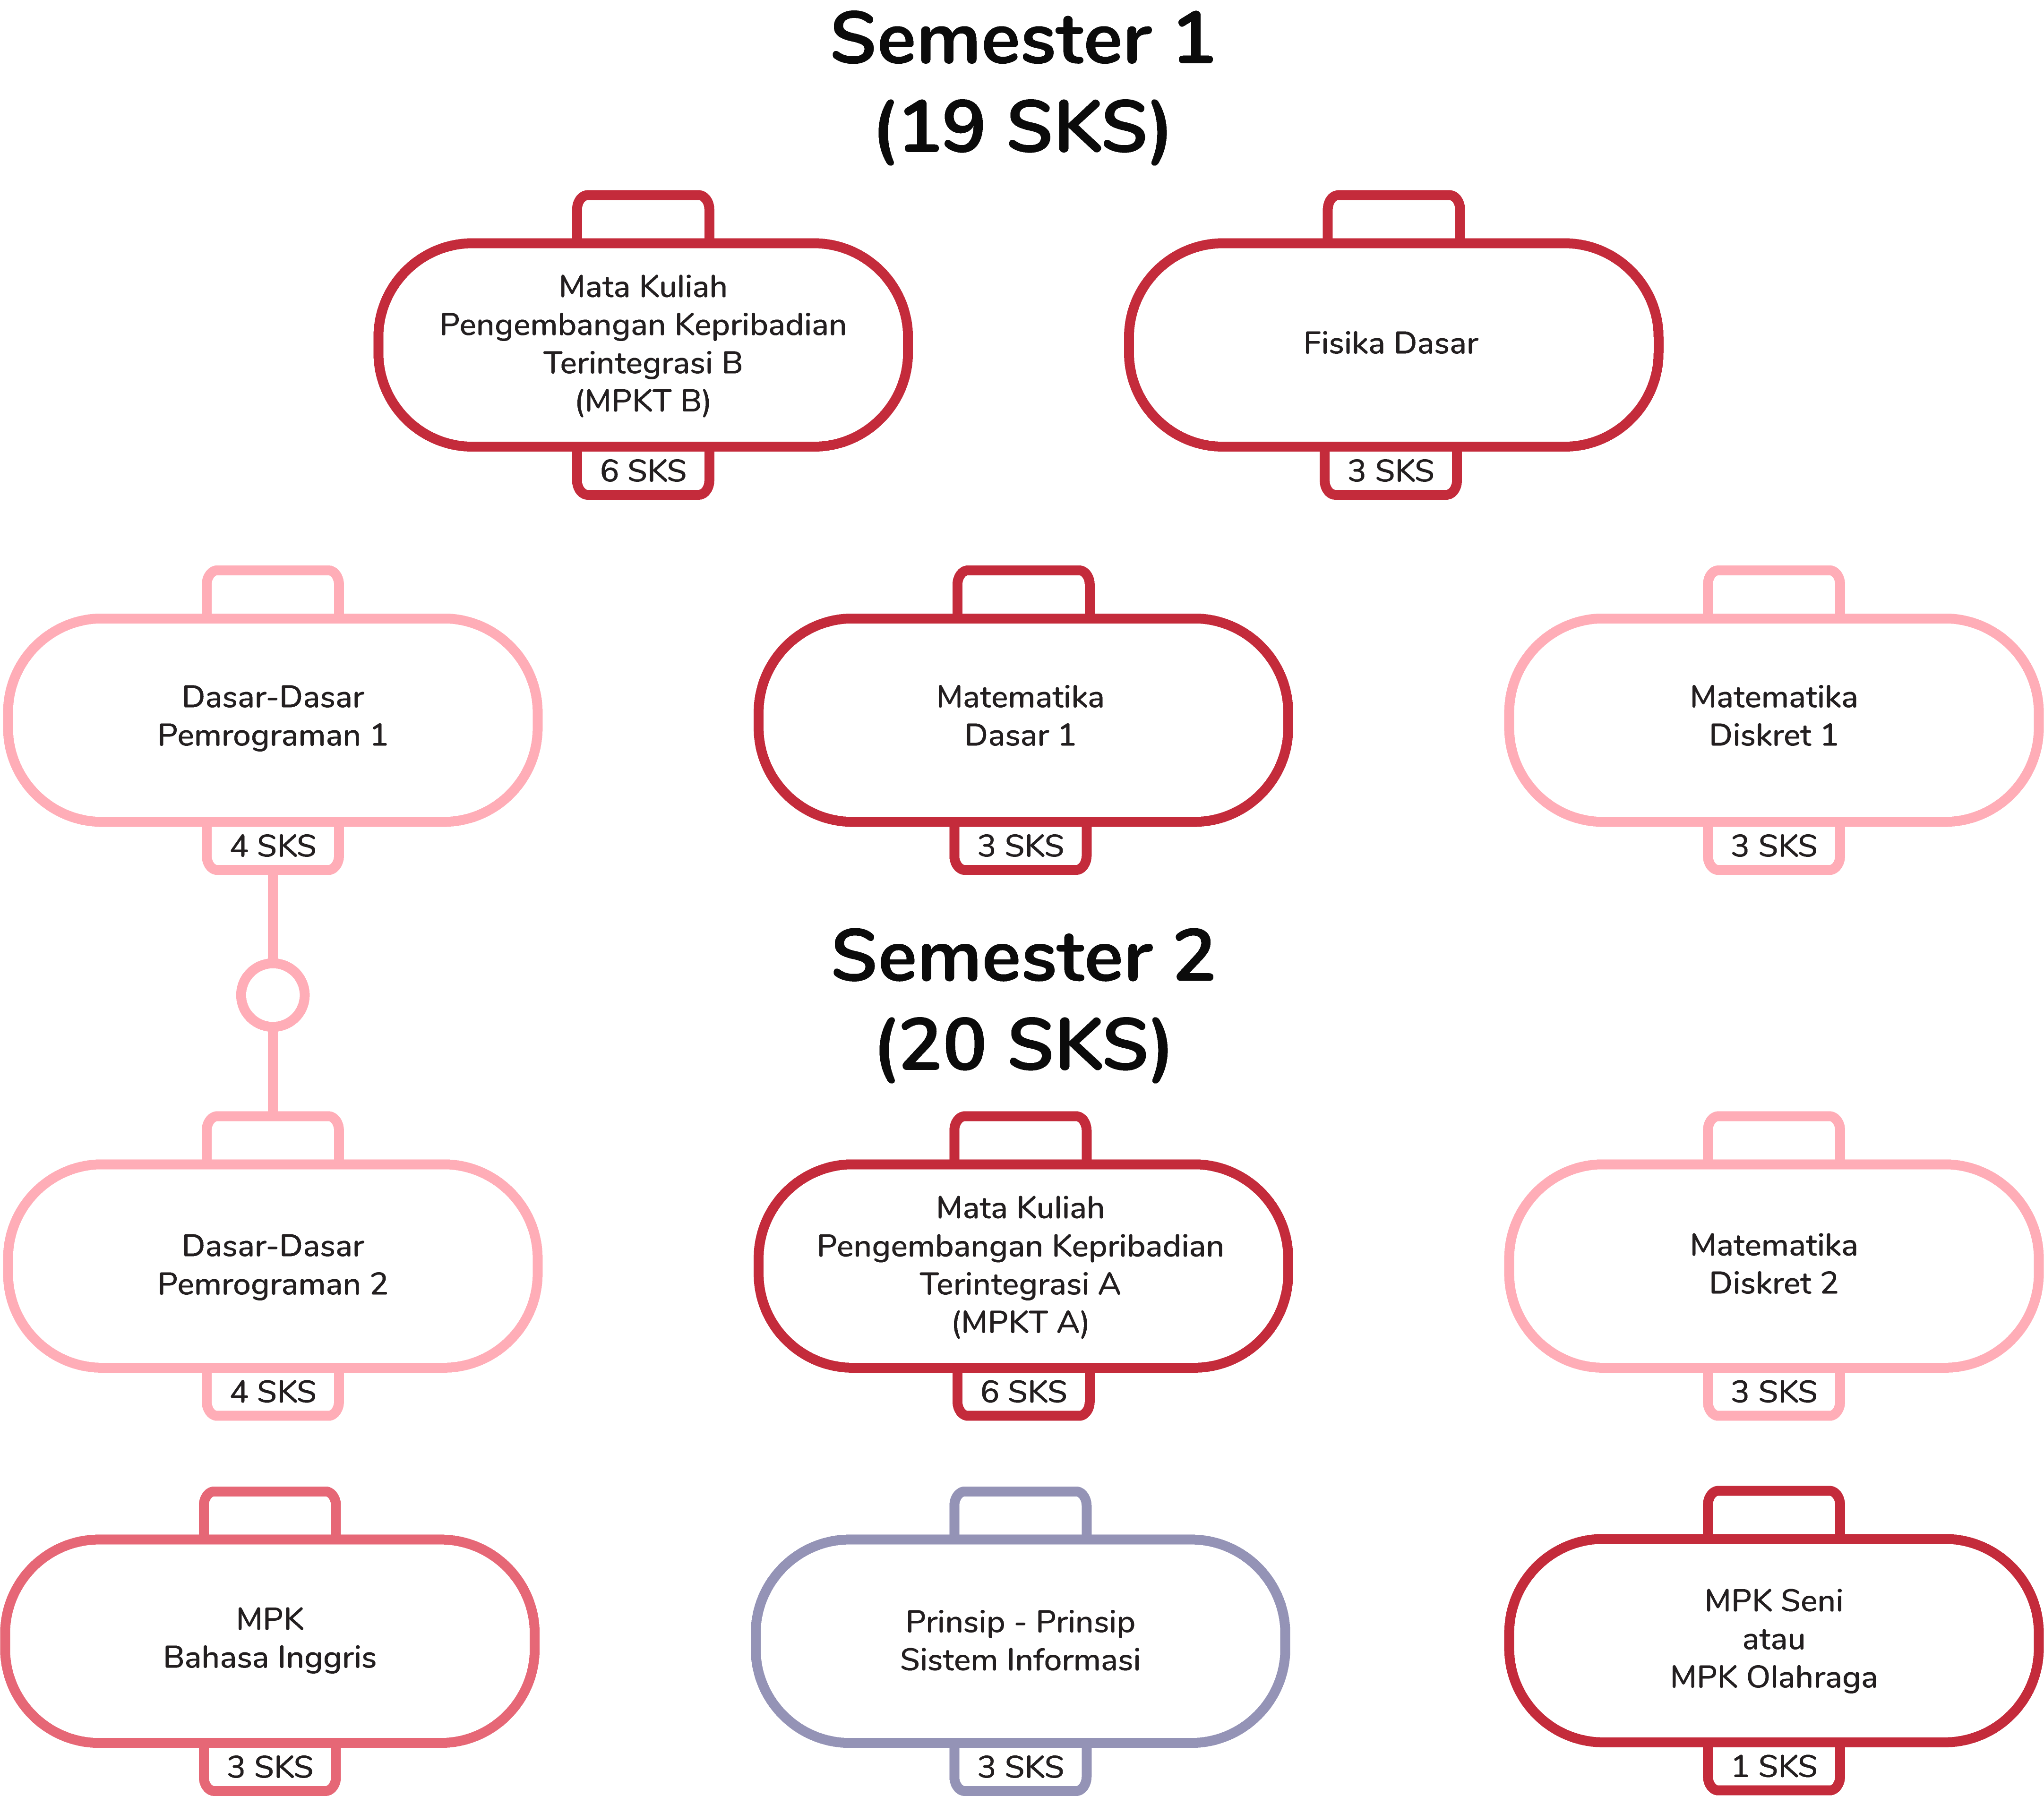 Semester 1
(19 SKS)
Mata Kuliah
Pengembangan Kepribadian
Terintegrasi B
(MPKT B)
6 SKS
Fisika Dasar
3 SKS
Dasar-Dasar
Pemrograman 1
4 SKS
Matematika
Dasar 1
3 SKS
Matematika
Diskret 1
3 SKS
Semester 2
(20 SKS)
Dasar-Dasar
Pemrograman 2
4 SKS
Mata Kuliah
Pengembangan Kepribadian
Terintegrasi A
(MPKT A)
6 SKS
Matematika
Diskret 2
3 SKS
MPK
Bahasa Inggris
3 SKS
Prinsip - Prinsip
Sistem Informasi
3 SKS
MPK Seni
atau
MPK Olahraga
1 SKS